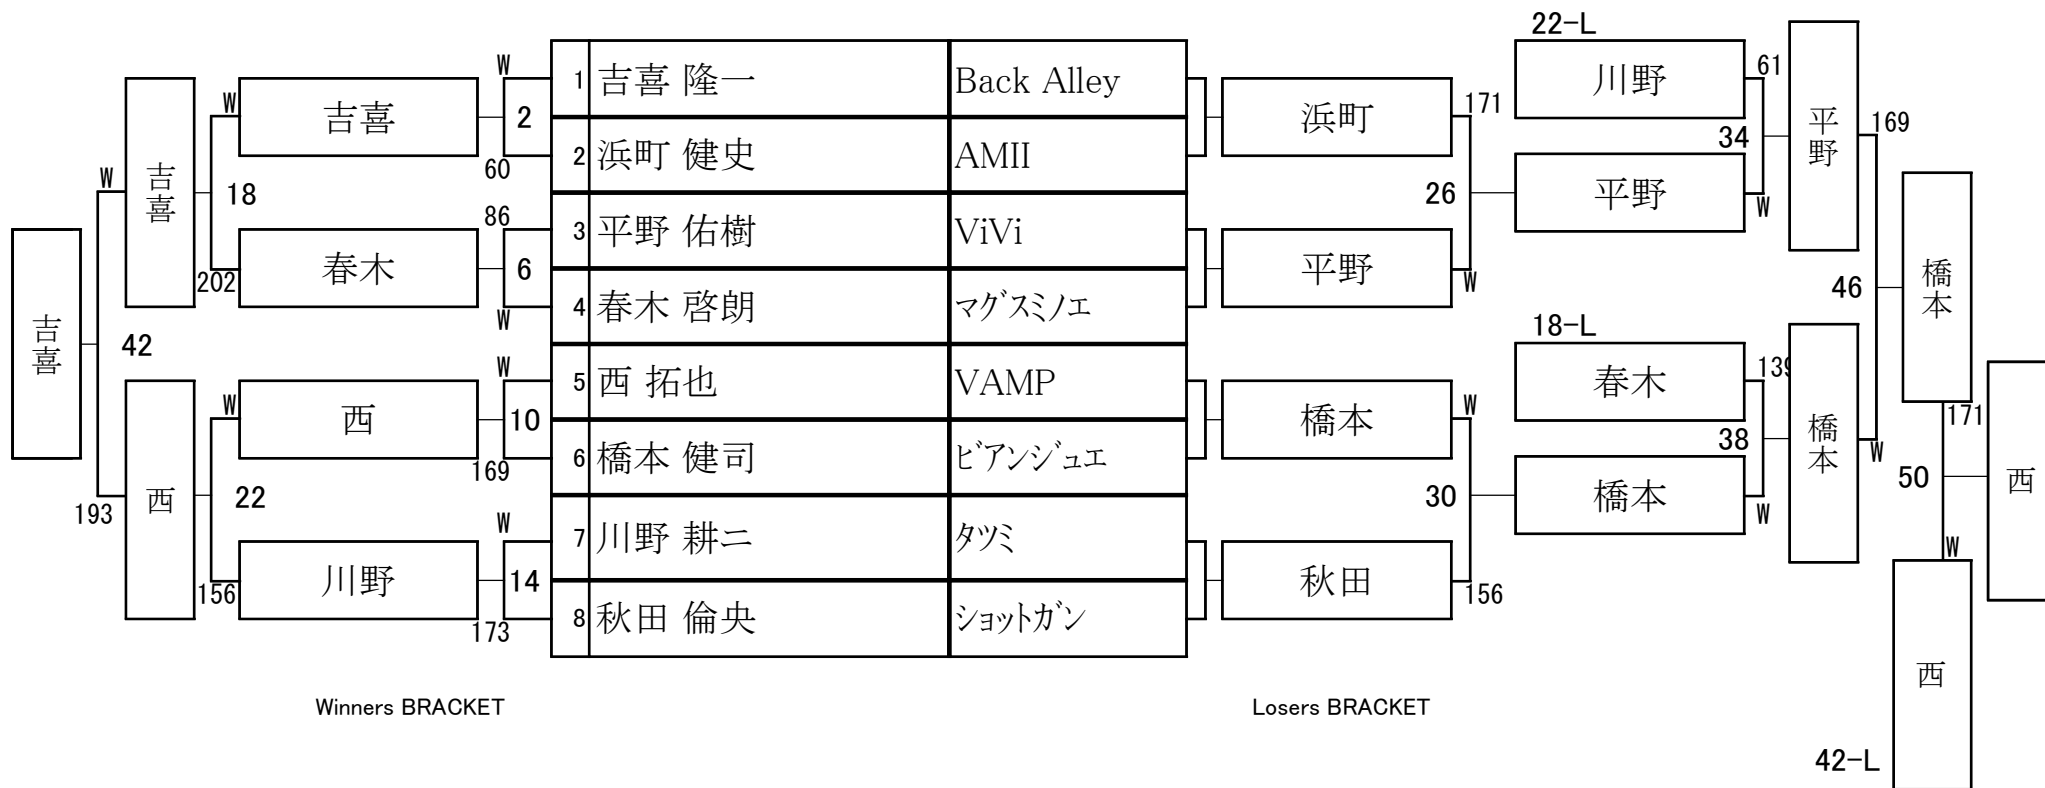 22-L
W 1 吉喜 隆一 Back Alley 川野 61
W 吉喜 2 浜町 171 平野
60 2 浜町 健史 AMII 34 169
W 吉喜 18 26 平野 W
86 3 平野 佑樹 ViVi
202 春木 6 平野 W 46 橋本
吉喜 W 4 春木 啓朗 マグスミノエ
42 18-L
W 5 西 拓也 VAMP 春木 139
W 西 10 橋本 W 171
169 6 橋本 健司 ビアンジュエ 38 橋本 W
193 西 22 30 橋本 W 50 西
W 7 川野 耕ニ タツミ
156 川野 14 秋田 156 W
173 8 秋田 倫央 ショットガン
西
Winners BRACKET Losers BRACKET
42-L